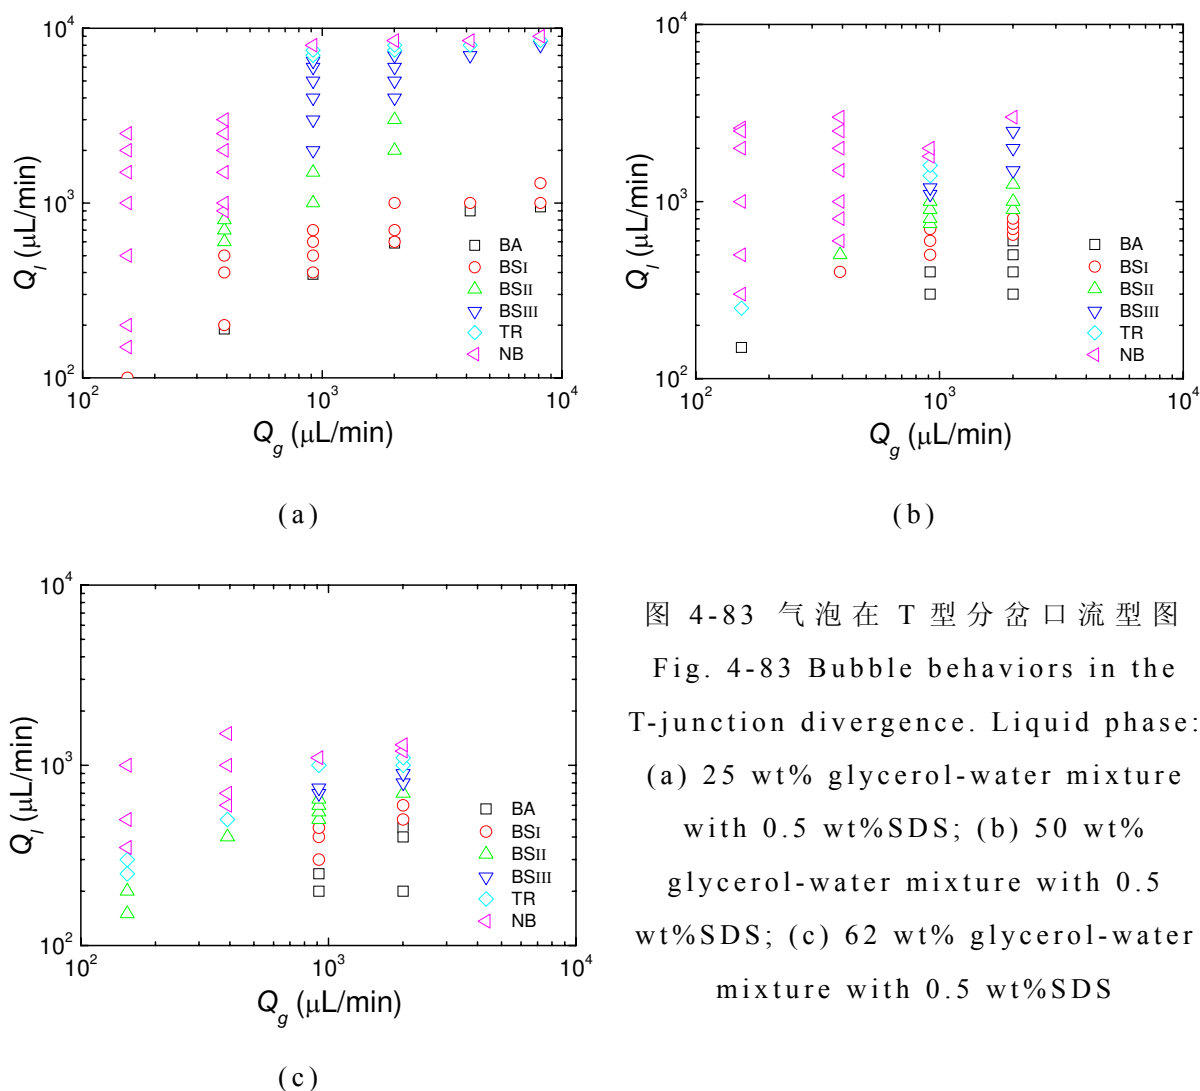 10⁴
10³
10²
Qₗ (μL/min)
BA
BSI
BSII
BSIII
TR
NB
10² 10³ 10⁴
Q_g (μL/min)
(a)
10⁴
10³
10²
Qₗ (μL/min)
BA
BSI
BSII
BSIII
TR
NB
10² 10³ 10⁴
Q_g (μL/min)
(b)
10⁴
10³
10²
Qₗ (μL/min)
BA
BSI
BSII
BSIII
TR
NB
10² 10³ 10⁴
Q_g (μL/min)
(c)
图 4-83 气泡在 T 型分岔口流型图
Fig. 4-83 Bubble behaviors in the
T-junction divergence. Liquid phase:
(a) 25 wt% glycerol-water mixture
with 0.5 wt%SDS; (b) 50 wt%
glycerol-water mixture with 0.5
wt%SDS; (c) 62 wt% glycerol-water
mixture with 0.5 wt%SDS